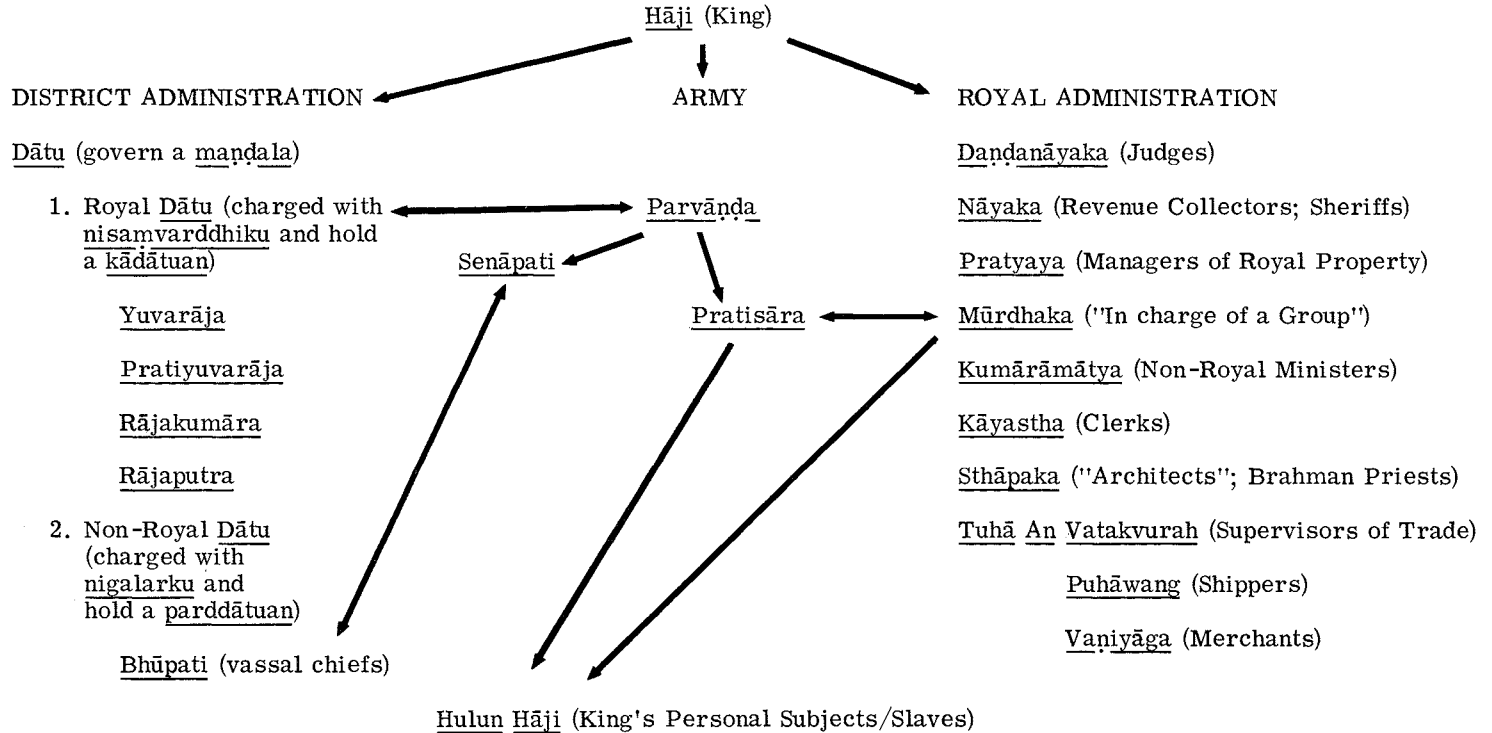 Hāji (King)
DISTRICT ADMINISTRATION
ARMY
ROYAL ADMINISTRATION
Dātu (govern a maṇḍala)
1. Royal Dātu (charged with
nisaṃvarddhiku and hold
a kādātuan)
Yuvarāja
Pratiyuvarāja
Rājakumāra
Rājaputra
2. Non-Royal Dātu
(charged with
nigalarku and
hold a parddātuan)
Bhūpati (vassal chiefs)
Parvāṇḍa
Senāpati
Pratisāra
Hulun Hāji (King's Personal Subjects/Slaves)
Daṇḍanāyaka (Judges)
Nāyaka (Revenue Collectors; Sheriffs)
Pratyaya (Managers of Royal Property)
Mūrdhaka ("In charge of a Group")
Kumārāmātya (Non-Royal Ministers)
Kāyastha (Clerks)
Sthāpaka ("Architects"; Brahman Priests)
Tuhā An Vatakvurah (Supervisors of Trade)
Puhāwang (Shippers)
Vaṇiyāga (Merchants)